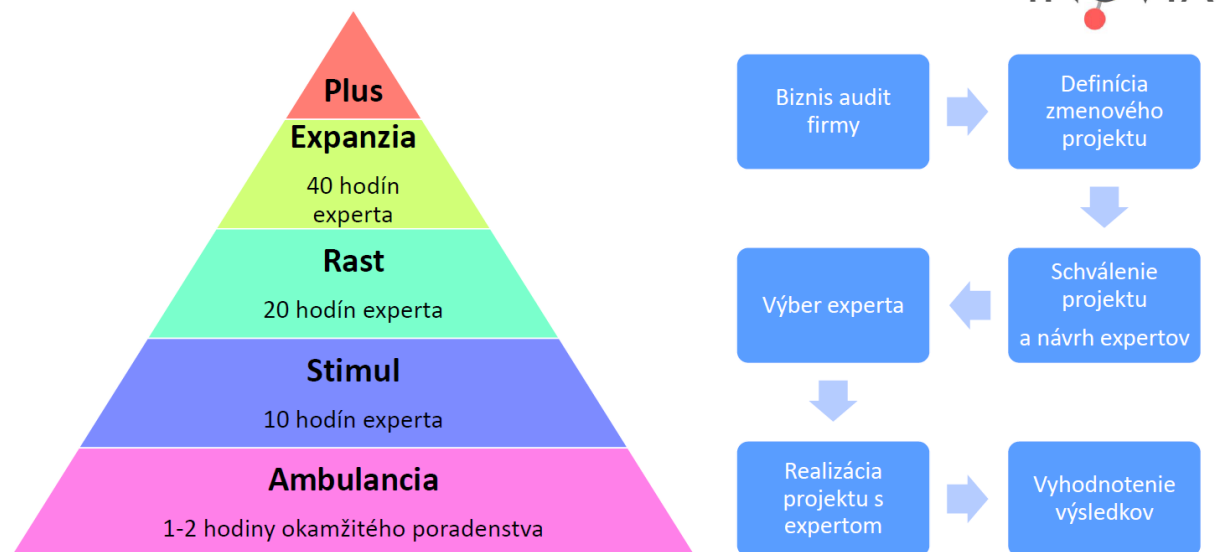 Plus
Expanzia
40 hodín
experta
Rast
20 hodín experta
Stimul
10 hodín experta
Ambulancia
1-2 hodiny okamžitého poradenstva
Biznis audit
firmy
Definícia
zmenového
projektu
Schválenie
projektu
a návrh expertov
Výber experta
Realizácia
projektu s
expertom
Vyhodnotenie
výsledkov